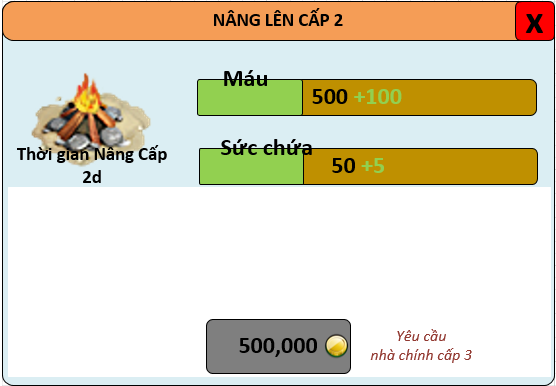 NÂNG LÊN CẤP 2
X
Máu
500 +100
Sức chứa
50 +5
Thời gian Nâng Cấp
2d
500,000
Yêu cầu
nhà chính cấp 3